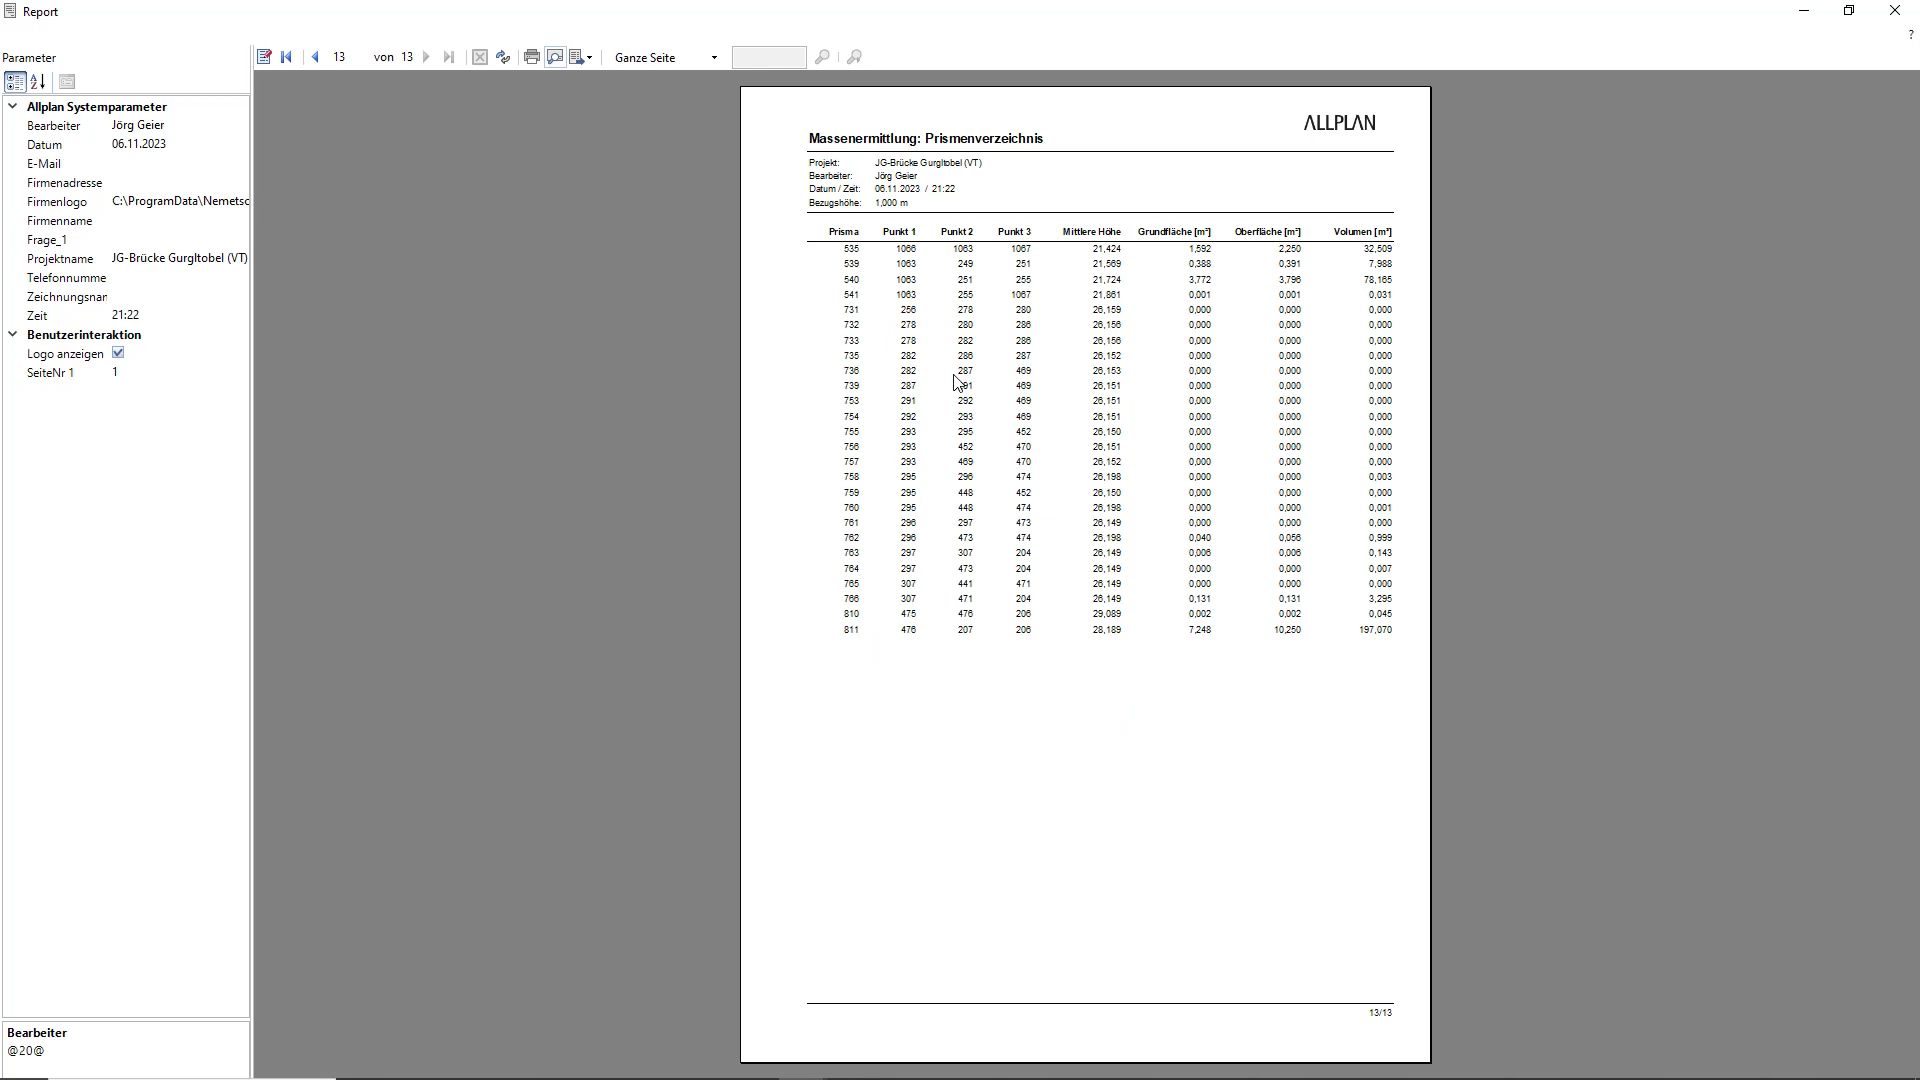 Report
?
Parameter
13 von 13
Ganze Seite
Allplan Systemparameter
Bearbeiter Jörg Geier
Datum 06.11.2023
E-Mail
Firmenadresse
Firmenlogo C:\ProgramData\Nemetsc
Firmenname
Frage_1
Projektname JG-Brücke Gurgltobel (VT)
Telefonnumme
Zeichnungsnar
Zeit 21:22
Benutzerinteraktion
Logo anzeigen
SeiteNr 1 1
Bearbeiter
@20@
ALLPLAN
Massenermittlung: Prismenverzeichnis
Projekt: JG-Brücke Gurgltobel (VT)
Bearbeiter: Jörg Geier
Datum / Zeit: 06.11.2023 / 21:22
Bezugshöhe: 1,000 m
Prisma Punkt 1 Punkt 2 Punkt 3 Mittlere Höhe Grundfläche [m²] Oberfläche [m²] Volumen [m³]
535 1066 1063 1067 21,424 1,592 2,250 32,509
539 1063 249 251 21,569 0,388 0,391 7,988
540 1063 251 255 21,724 3,772 3,796 78,165
541 1063 255 1067 21,861 0,001 0,001 0,031
731 256 278 280 26,159 0,000 0,000 0,000
732 278 280 286 26,156 0,000 0,000 0,000
733 278 282 286 26,156 0,000 0,000 0,000
735 282 286 287 26,152 0,000 0,000 0,000
736 282 287 469 26,153 0,000 0,000 0,000
739 287 469 26,151 0,000 0,000 0,000
753 291 292 469 26,151 0,000 0,000 0,000
754 292 293 469 26,151 0,000 0,000 0,000
755 293 295 452 26,150 0,000 0,000 0,000
756 293 452 470 26,151 0,000 0,000 0,000
757 293 469 470 26,152 0,000 0,000 0,000
758 295 296 474 26,198 0,000 0,000 0,003
759 295 448 452 26,150 0,000 0,000 0,000
760 295 448 474 26,198 0,000 0,000 0,001
761 296 297 473 26,149 0,000 0,000 0,000
762 296 473 474 26,198 0,040 0,056 0,999
763 297 307 204 26,149 0,006 0,006 0,143
764 297 473 204 26,149 0,000 0,000 0,007
765 307 441 471 26,149 0,000 0,000 0,000
766 307 471 204 26,149 0,131 0,131 3,295
810 475 476 206 29,089 0,002 0,002 0,045
811 476 207 206 28,189 7,248 10,250 197,070
13/13